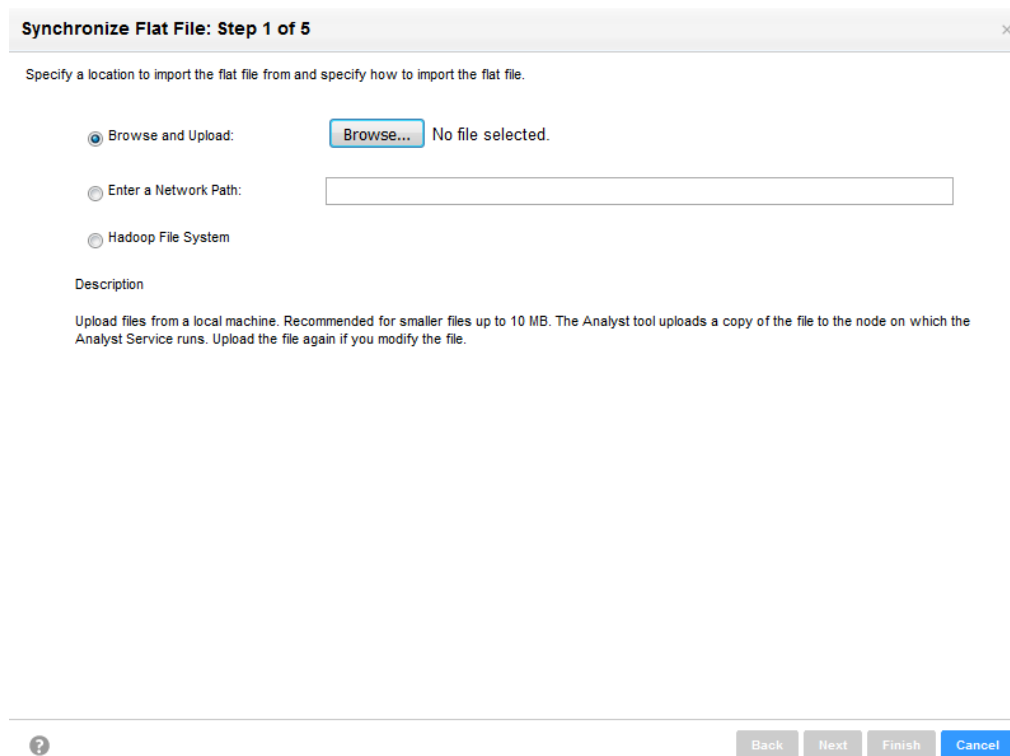 Synchronize Flat File: Step 1 of 5
×
Specify a location to import the flat file from and specify how to import the flat file.
Browse and Upload: Browse... No file selected.
Enter a Network Path:
Hadoop File System
Description
Upload files from a local machine. Recommended for smaller files up to 10 MB. The Analyst tool uploads a copy of the file to the node on which the
Analyst Service runs. Upload the file again if you modify the file.
? Back Next Finish Cancel